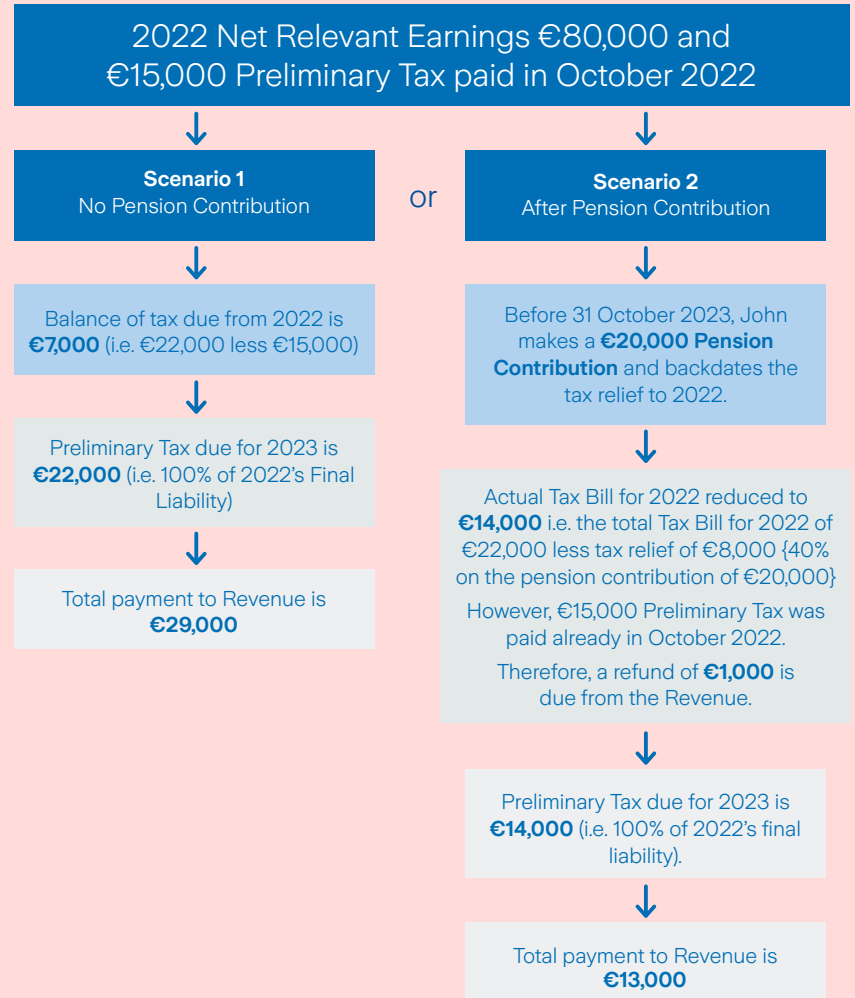 2022 Net Relevant Earnings €80,000 and
€15,000 Preliminary Tax paid in October 2022
Scenario 1
No Pension Contribution
or
Scenario 2
After Pension Contribution
Balance of tax due from 2022 is
€7,000 (i.e. €22,000 less €15,000)
Preliminary Tax due for 2023 is
€22,000 (i.e. 100% of 2022's Final
Liability)
Total payment to Revenue is
€29,000
Before 31 October 2023, John
makes a €20,000 Pension
Contribution and backdates the
tax relief to 2022.
Actual Tax Bill for 2022 reduced to
€14,000 i.e. the total Tax Bill for 2022 of
€22,000 less tax relief of €8,000 {40%
on the pension contribution of €20,000}
However, €15,000 Preliminary Tax was
paid already in October 2022.
Therefore, a refund of €1,000 is
due from the Revenue.
Preliminary Tax due for 2023 is
€14,000 (i.e. 100% of 2022's final
liability).
Total payment to Revenue is
€13,000